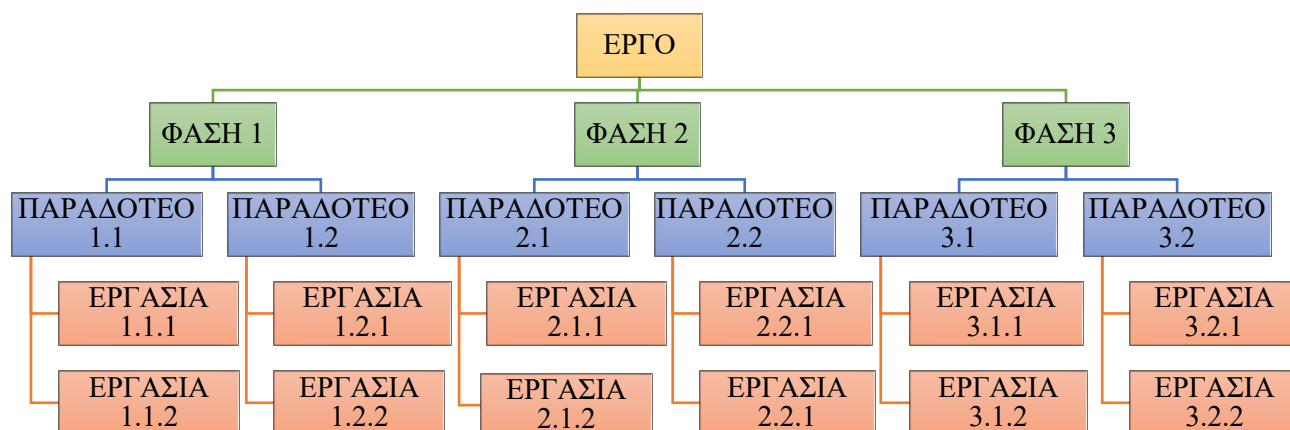 ΕΡΓΟ
ΦΑΣΗ 1
ΦΑΣΗ 2
ΦΑΣΗ 3
ΠΑΡΑΔΟΤΕΟ
1.1
ΠΑΡΑΔΟΤΕΟ
1.2
ΠΑΡΑΔΟΤΕΟ
2.1
ΠΑΡΑΔΟΤΕΟ
2.2
ΠΑΡΑΔΟΤΕΟ
3.1
ΠΑΡΑΔΟΤΕΟ
3.2
ΕΡΓΑΣΙΑ
1.1.1
ΕΡΓΑΣΙΑ
1.2.1
ΕΡΓΑΣΙΑ
2.1.1
ΕΡΓΑΣΙΑ
2.2.1
ΕΡΓΑΣΙΑ
3.1.1
ΕΡΓΑΣΙΑ
3.2.1
ΕΡΓΑΣΙΑ
1.1.2
ΕΡΓΑΣΙΑ
1.2.2
ΕΡΓΑΣΙΑ
2.1.2
ΕΡΓΑΣΙΑ
2.2.1
ΕΡΓΑΣΙΑ
3.1.2
ΕΡΓΑΣΙΑ
3.2.2